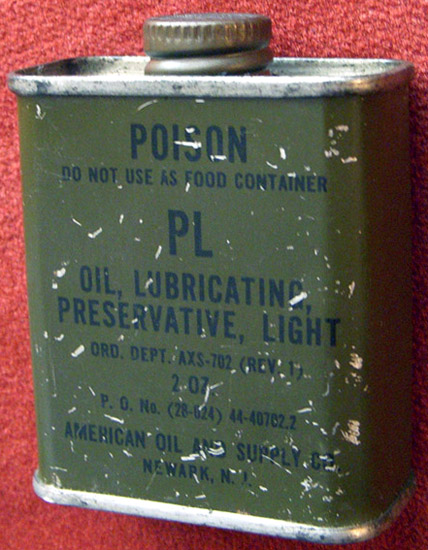 POISON
DO NOT USE AS FOOD CONTAINER
PL
OIL, LUBRICATING,
PRESERVATIVE, LIGHT
ORD. DEPT. AXS-702 (REV. 1)
2 OZ.
P. O. No. (28-024) 44-40762.2
AMERICAN OIL AND SUPPLY CO.
NEWARK, N. J.